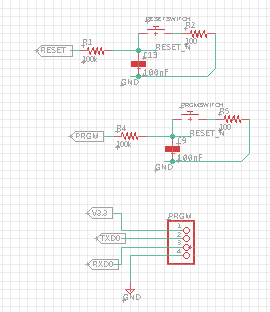 RESETSWITCH
R2
100
RESET
R1
100k
RESET_N
C13
100nF
GND
PRGMSWITCH
R5
100
PRGM
R4
100k
RESET_N
C9
100nF
GND
V3.3
PRGM
TXD0
RXD0
1
2
3
4
GND